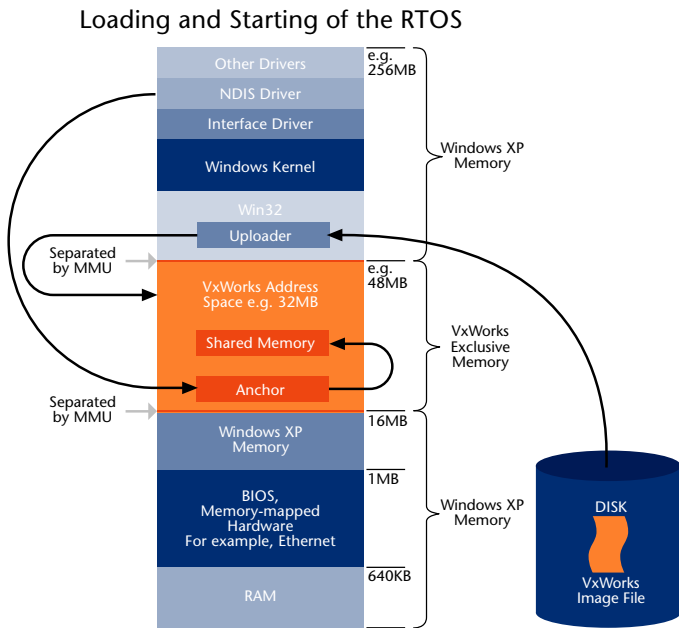 Loading and Starting of the RTOS
Other Drivers
NDIS Driver
Interface Driver
Windows Kernel
Win32
Uploader
VxWorks Address
Space e.g. 32MB
Shared Memory
Anchor
Windows XP
Memory
BIOS,
Memory-mapped
Hardware
For example, Ethernet
RAM
Separated
by MMU
Separated
by MMU
e.g.
256MB
e.g.
48MB
16MB
1MB
640KB
Windows XP
Memory
VxWorks
Exclusive
Memory
Windows XP
Memory
DISK
VxWorks
Image File